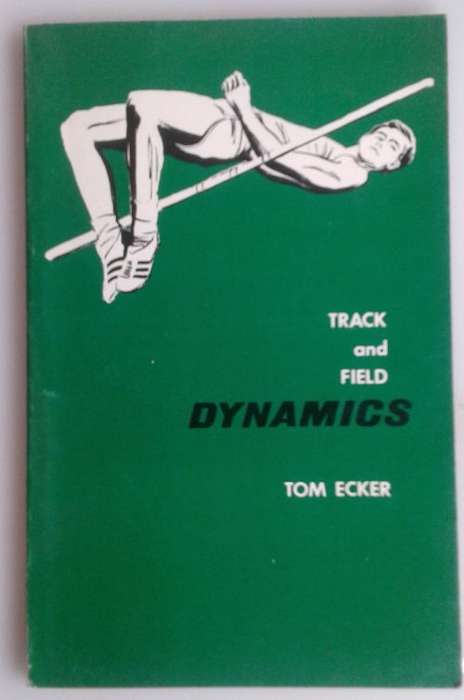 TRACK
and
FIELD
DYNAMICS
TOM ECKER